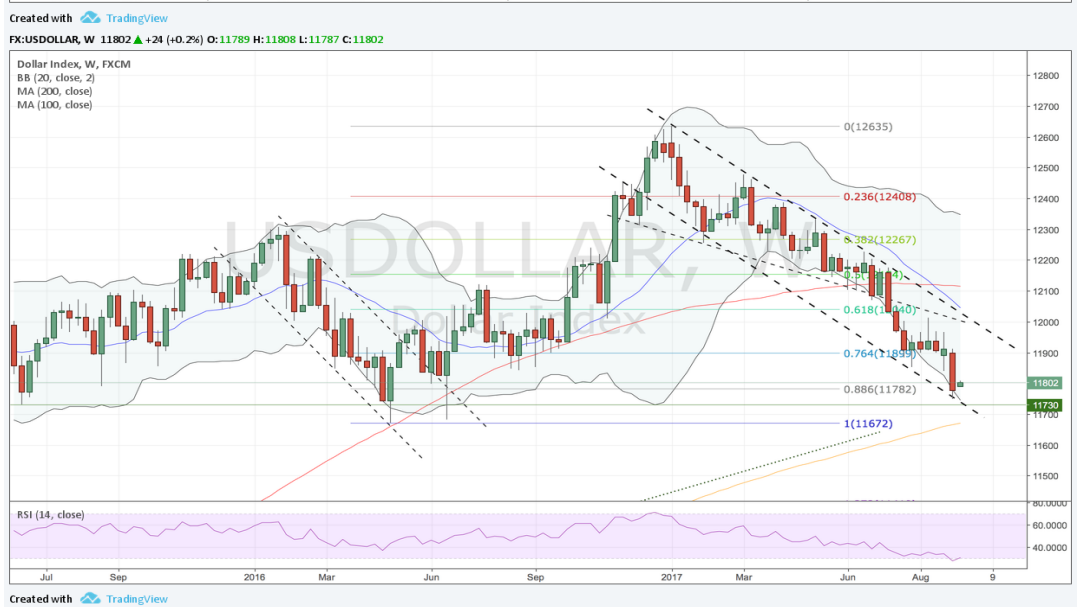 Created with TradingView
FX:USDOLLAR, W 11802 ▲ +24 (+0.2%) O:11789 H:11808 L:11787 C:11802
Dollar Index, W, FXCM
BB (20, close, 2)
MA (200, close)
MA (100, close)
USDOLLAR, W
Dollar Index
0(12635)
0.236(12408)
0.382(12267)
0.618(12040)
0.764(11899)
0.886(11782)
1(11672)
12800
12700
12600
12500
12400
12300
12200
12100
12000
11900
11802
11730
11700
11600
11500
RSI (14, close)
80.0000
60.0000
40.0000
Jul Sep 2016 Mar Jun Sep 2017 Mar Jun Aug 9
Created with TradingView